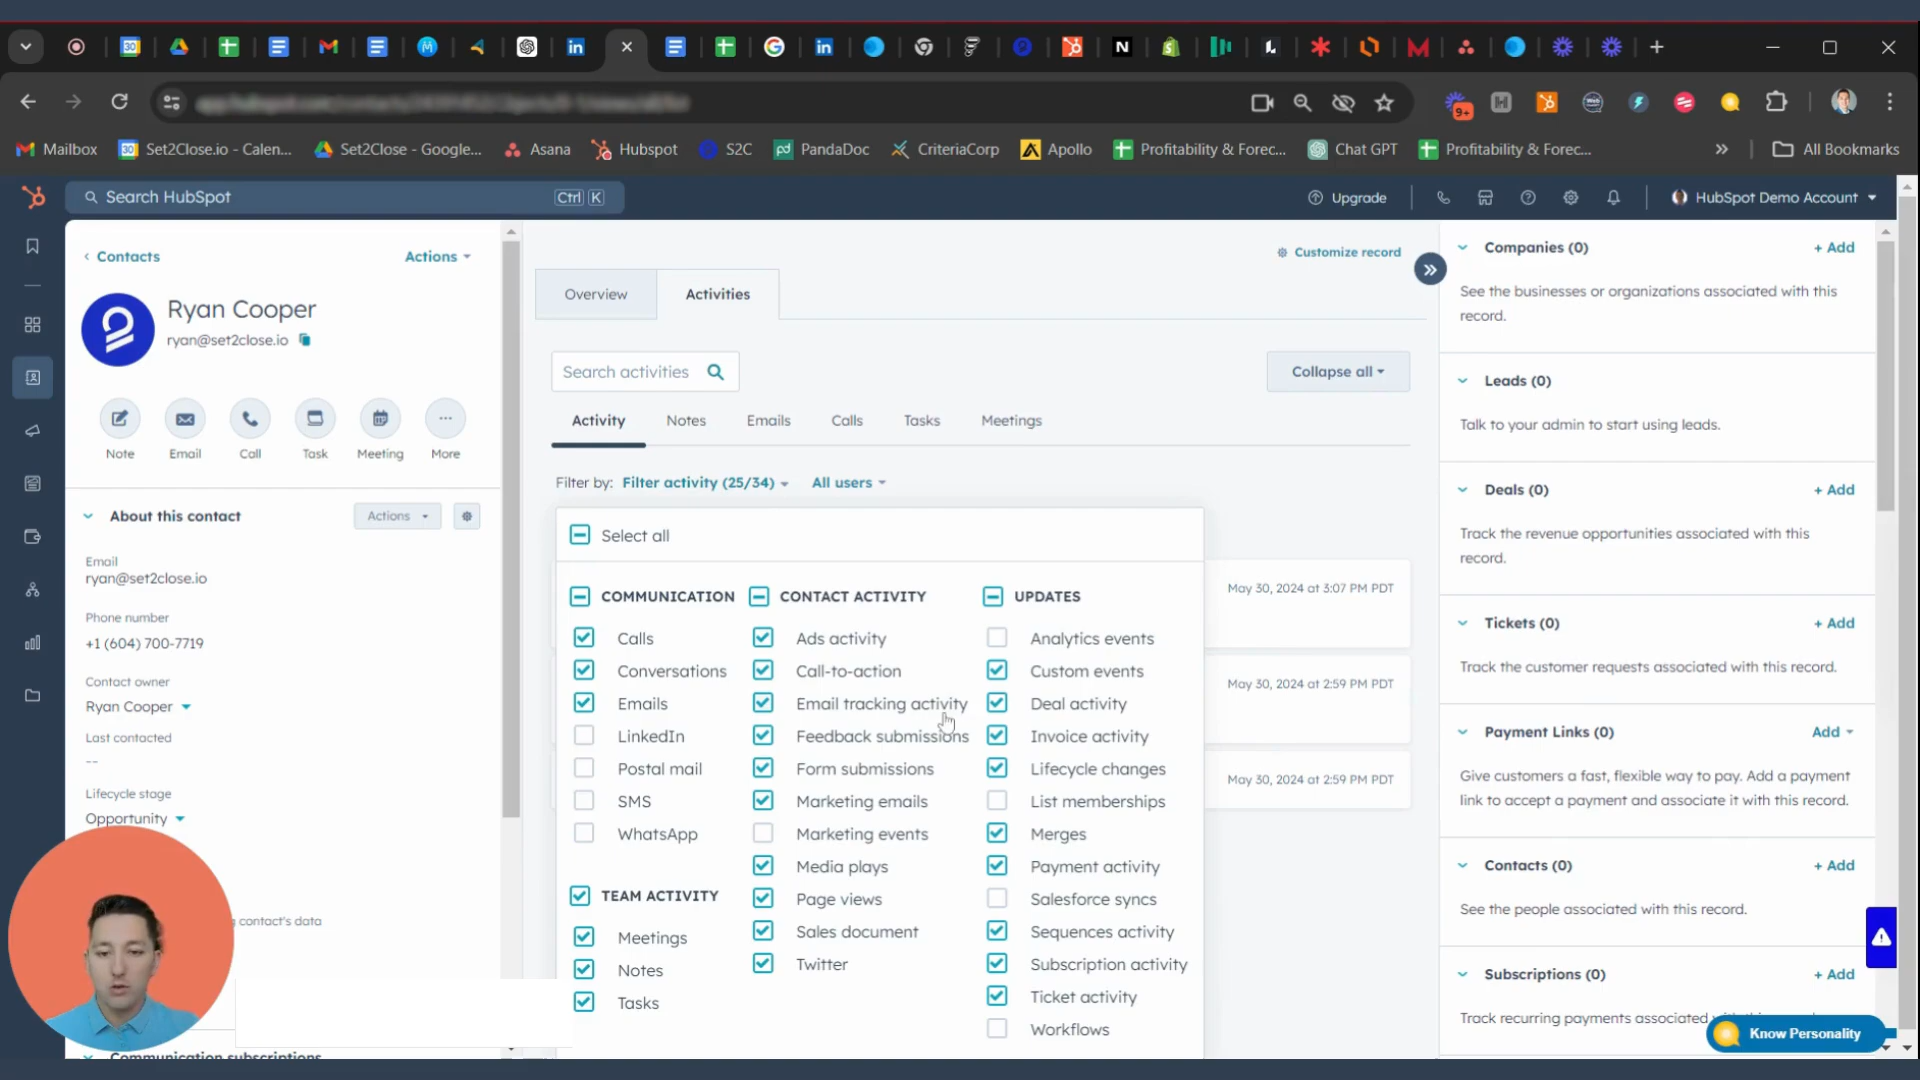 Mailbox
Set2Close.io - Calen...
Set2Close - Google...
Asana
Hubspot
S2C
PandaDoc
CriteriaCorp
Apollo
Profitability & Forec...
Chat GPT
Profitability & Forec...
»
All Bookmarks
9+
Search HubSpot
Ctrl K
Upgrade
HubSpot Demo Account
Contacts
Actions
Ryan Cooper
ryan@set2close.io
Note
Email
Call
Task
Meeting
More
About this contact
Actions
Email
ryan@set2close.io
Phone number
+1 (604) 700-7719
Contact owner
Ryan Cooper
Last contacted
--
Lifecycle stage
Opportunity
contact's data
Communication subscriptions
Customize record
Overview
Activities
Search activities
Collapse all
Activity
Notes
Emails
Calls
Tasks
Meetings
Filter by: Filter activity (25/34)
All users
Select all
COMMUNICATION
Calls
Conversations
Emails
LinkedIn
Postal mail
SMS
WhatsApp
TEAM ACTIVITY
Meetings
Notes
Tasks
CONTACT ACTIVITY
Ads activity
Call-to-action
Email tracking activity
Feedback submissions
Form submissions
Marketing emails
Marketing events
Media plays
Page views
Sales document
Twitter
UPDATES
Analytics events
Custom events
Deal activity
Invoice activity
Lifecycle changes
List memberships
Merges
Payment activity
Salesforce syncs
Sequences activity
Subscription activity
Ticket activity
Workflows
May 30, 2024 at 3:07 PM PDT
May 30, 2024 at 2:59 PM PDT
May 30, 2024 at 2:59 PM PDT
Companies (0)
+ Add
See the businesses or organizations associated with this
record.
Leads (0)
Talk to your admin to start using leads.
Deals (0)
+ Add
Track the revenue opportunities associated with this
record.
Tickets (0)
+ Add
Track the customer requests associated with this record.
Payment Links (0)
Add
Give customers a fast, flexible way to pay. Add a payment
link to accept a payment and associate it with this record.
Contacts (0)
+ Add
See the people associated with this record.
Subscriptions (0)
+ Add
Track recurring payments associated
Know Personality